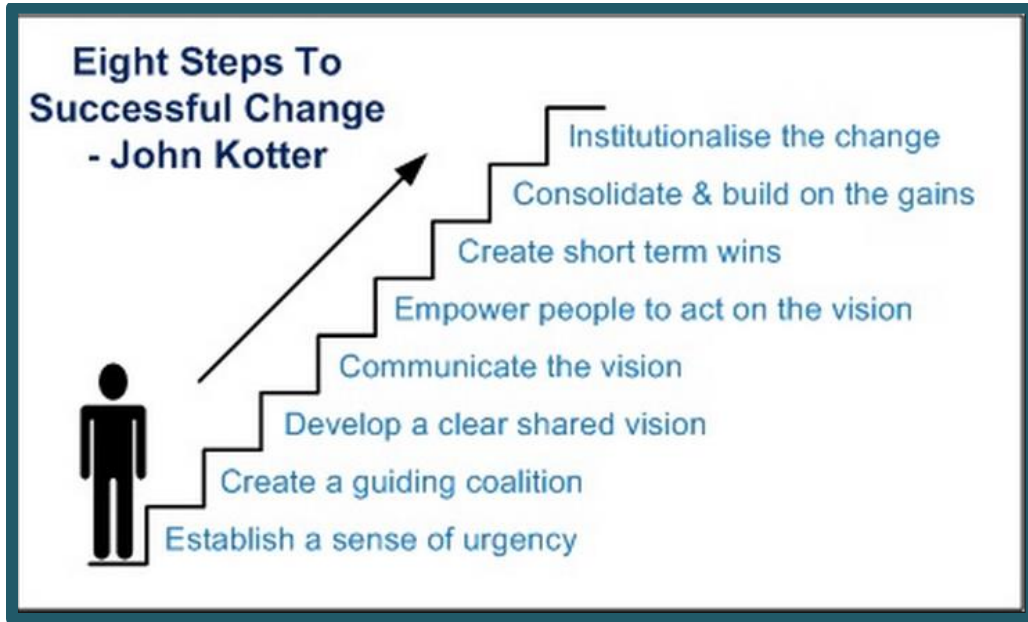 Eight Steps To
Successful Change
- John Kotter
Institutionalise the change
Consolidate & build on the gains
Create short term wins
Empower people to act on the vision
Communicate the vision
Develop a clear shared vision
Create a guiding coalition
Establish a sense of urgency